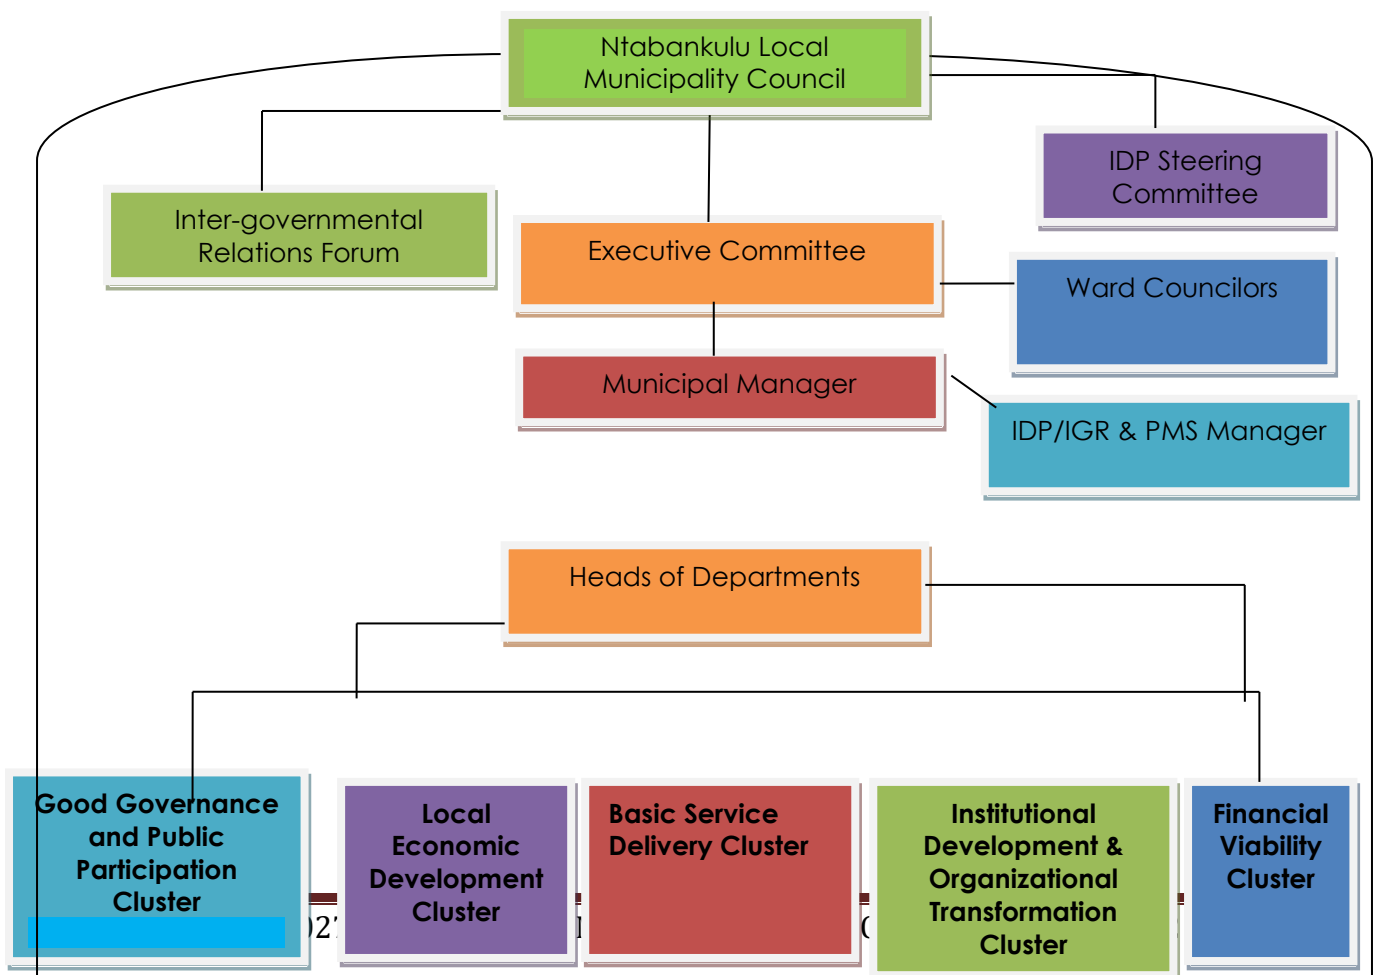 Ntabankulu Local
Municipality Council
IDP Steering
Committee
Inter-governmental
Relations Forum
Executive Committee
Ward Councilors
Municipal Manager
IDP/IGR & PMS Manager
Heads of Departments
Good Governance
and Public
Participation
Cluster
Local
Economic
Development
Cluster
Basic Service
Delivery Cluster
Institutional
Development &
Organizational
Transformation
Cluster
Financial
Viability
Cluster